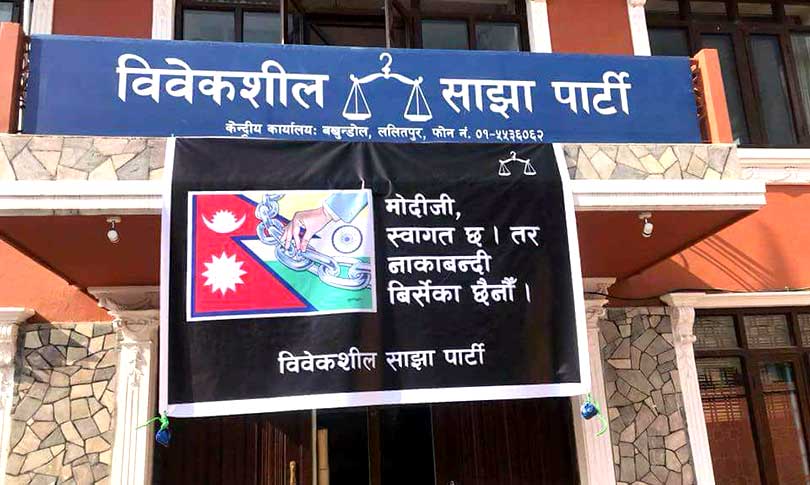 विवेकशील साझा पार्टी
केन्द्रीय कार्यालयः बखुन्डोल, ललितपुर, फोन नं. ०१-५५३६०६२
मोदीजी,
स्वागत छ । तर
नाकाबन्दी
बिर्सेका छैनौँ ।
विवेकशील साझा पार्टी